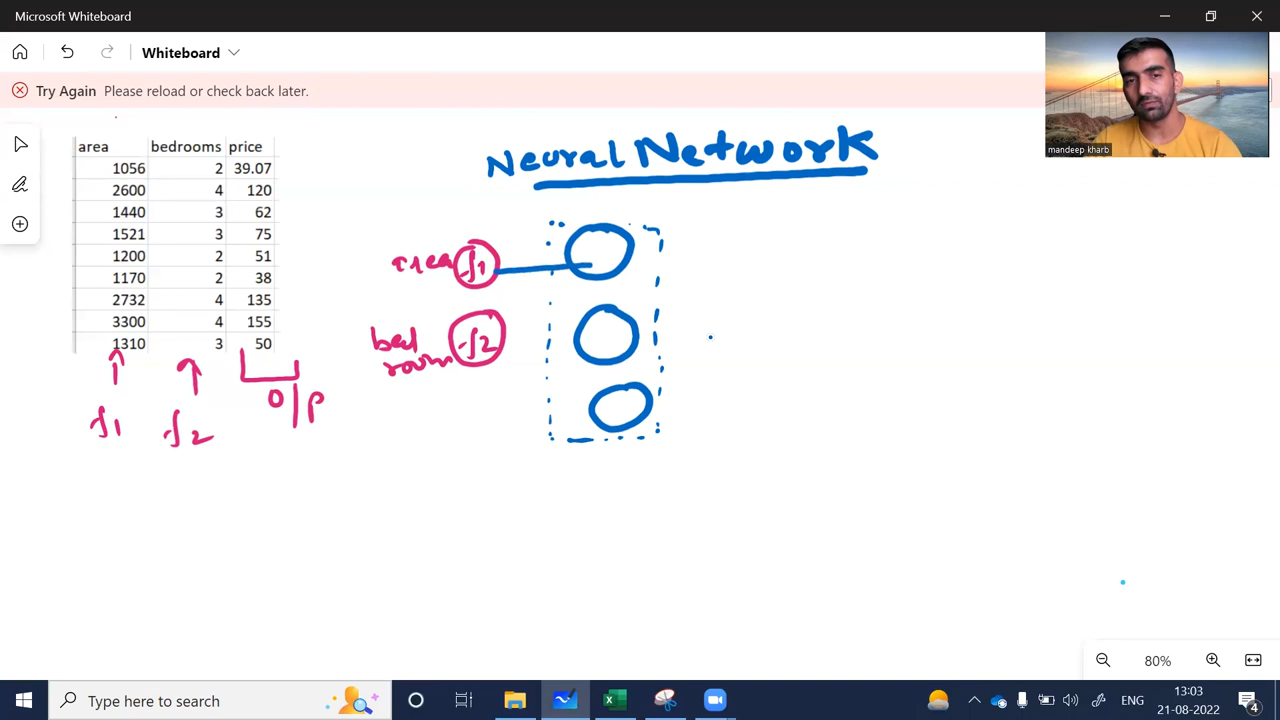 Microsoft Whiteboard
Whiteboard
Try Again Please reload or check back later.
mandeep kharb
Neural Network
area bedrooms price
1056 2 39.07
2600 4 120
1440 3 62
1521 3 75
1200 2 51
1170 2 38
2732 4 135
3300 4 155
1310 3 50
f1
f2
O/P
area f1
bed
room f2
80%
Type here to search
ENG
13:03
21-08-2022
4